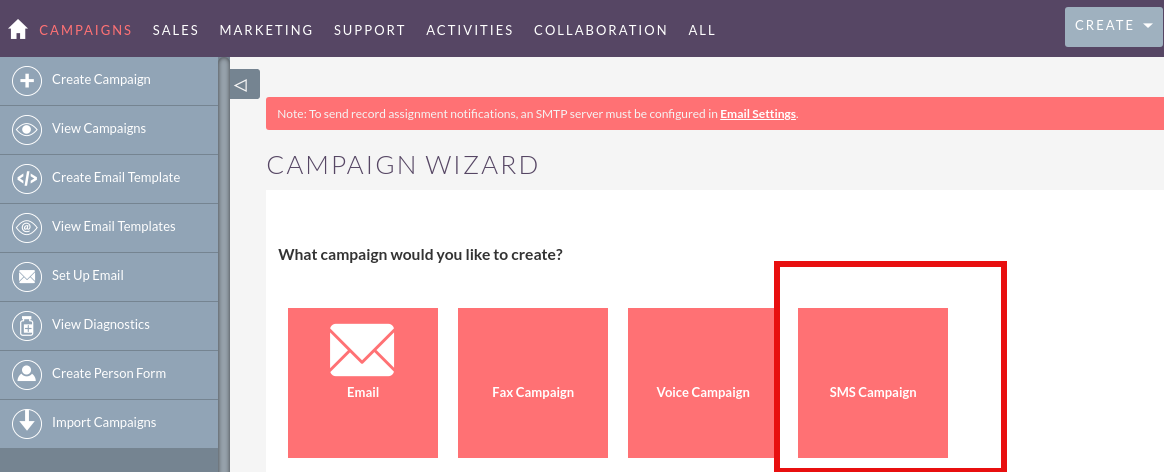 CAMPAIGNS SALES MARKETING SUPPORT ACTIVITIES COLLABORATION ALL CREATE
Create Campaign
View Campaigns
Create Email Template
View Email Templates
Set Up Email
View Diagnostics
Create Person Form
Import Campaigns
Note: To send record assignment notifications, an SMTP server must be configured in Email Settings.
CAMPAIGN WIZARD
What campaign would you like to create?
Email Fax Campaign Voice Campaign SMS Campaign